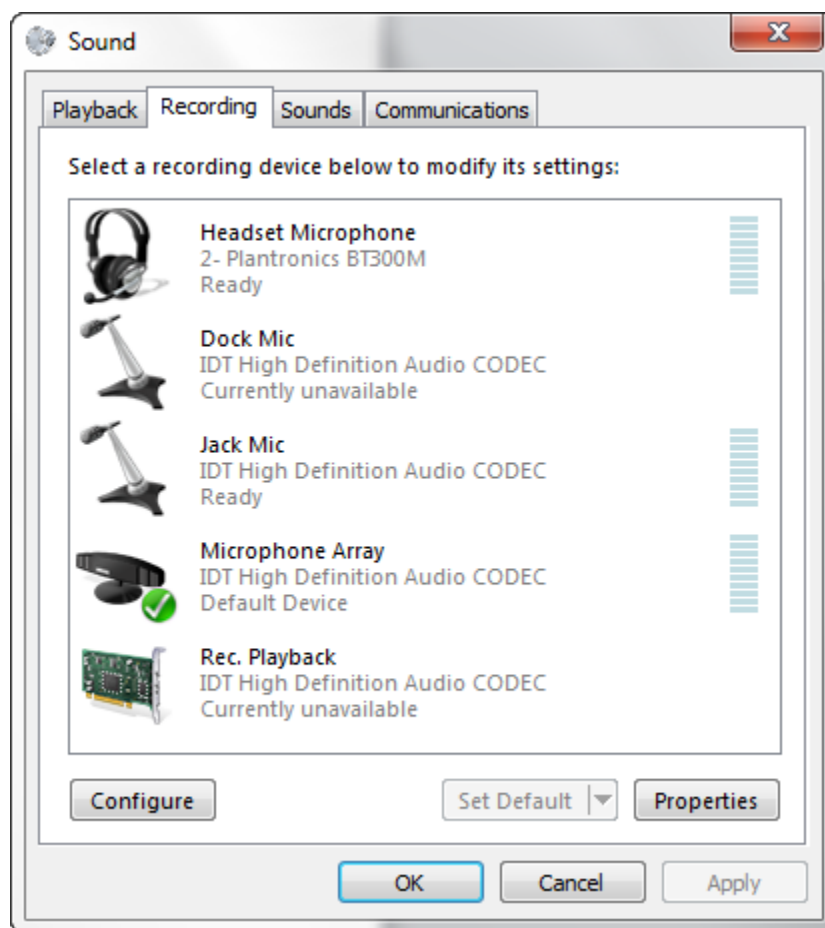 Sound
Playback Recording Sounds Communications
Select a recording device below to modify its settings:
Headset Microphone
2- Plantronics BT300M
Ready
Dock Mic
IDT High Definition Audio CODEC
Currently unavailable
Jack Mic
IDT High Definition Audio CODEC
Ready
Microphone Array
IDT High Definition Audio CODEC
Default Device
Rec. Playback
IDT High Definition Audio CODEC
Currently unavailable
Configure Set Default Properties
OK Cancel Apply